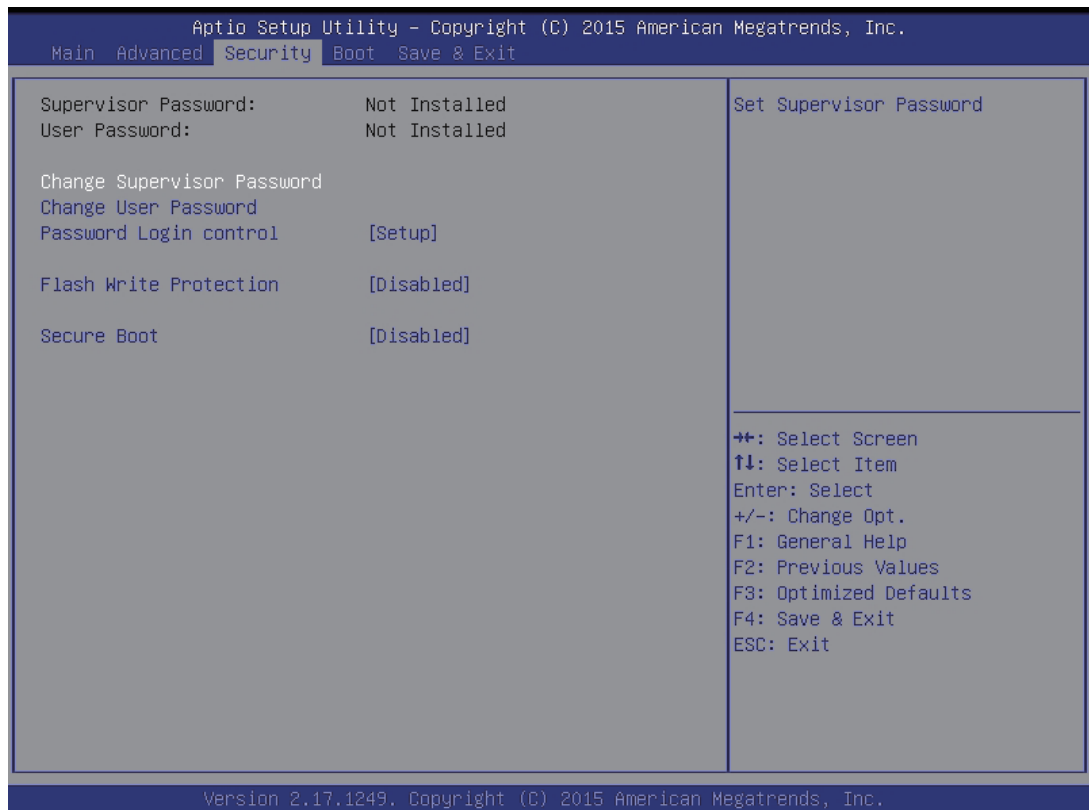 Aptio Setup Utility – Copyright (C) 2015 American Megatrends, Inc.
Main Advanced Security Boot Save & Exit
Supervisor Password: Not Installed
User Password: Not Installed
Change Supervisor Password
Change User Password
Password Login control [Setup]
Flash Write Protection [Disabled]
Secure Boot [Disabled]
Set Supervisor Password
→←: Select Screen
↑↓: Select Item
Enter: Select
+/-: Change Opt.
F1: General Help
F2: Previous Values
F3: Optimized Defaults
F4: Save & Exit
ESC: Exit
Version 2.17.1249. Copyright (C) 2015 American Megatrends, Inc.